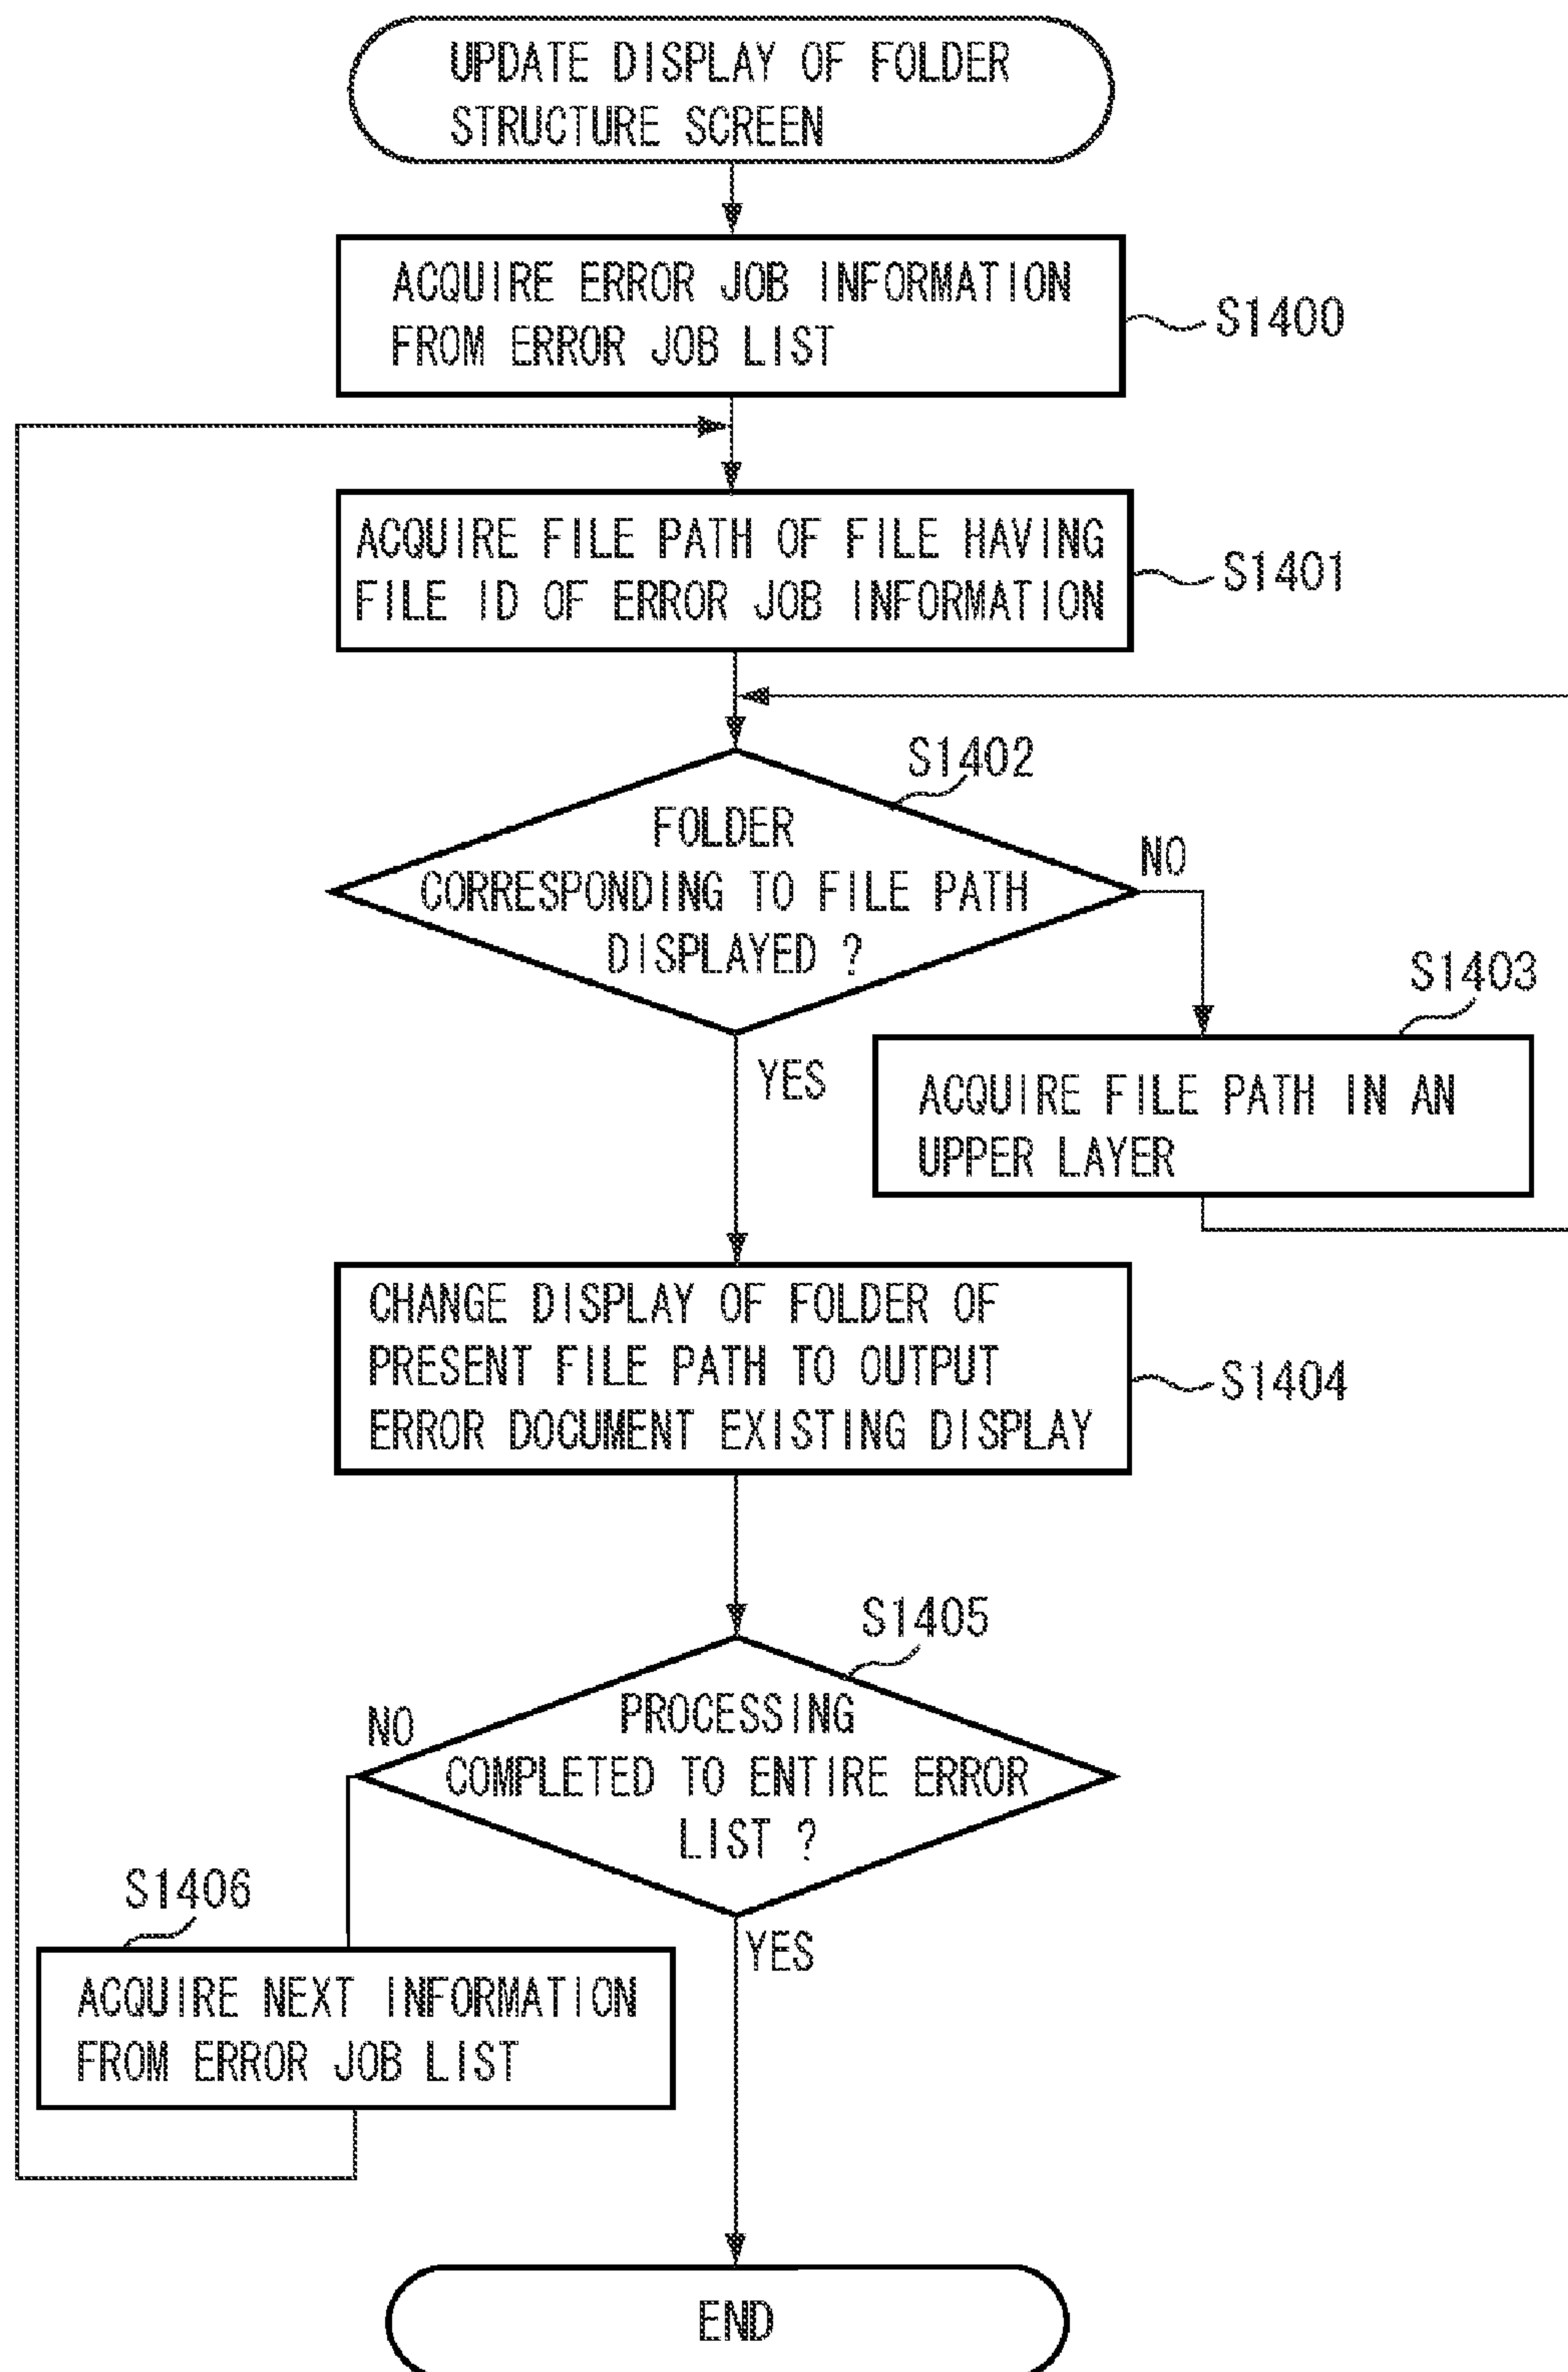 UPDATE DISPLAY OF FOLDER
STRUCTURE SCREEN
ACQUIRE ERROR JOB INFORMATION
FROM ERROR JOB LIST
S1400
ACQUIRE FILE PATH OF FILE HAVING
FILE ID OF ERROR JOB INFORMATION
S1401
S1402
FOLDER
CORRESPONDING TO FILE PATH
DISPLAYED ?
NO
YES
S1403
ACQUIRE FILE PATH IN AN
UPPER LAYER
CHANGE DISPLAY OF FOLDER OF
PRESENT FILE PATH TO OUTPUT
ERROR DOCUMENT EXISTING DISPLAY
S1404
S1405
PROCESSING
COMPLETED TO ENTIRE ERROR
LIST ?
NO
YES
S1406
ACQUIRE NEXT INFORMATION
FROM ERROR JOB LIST
END